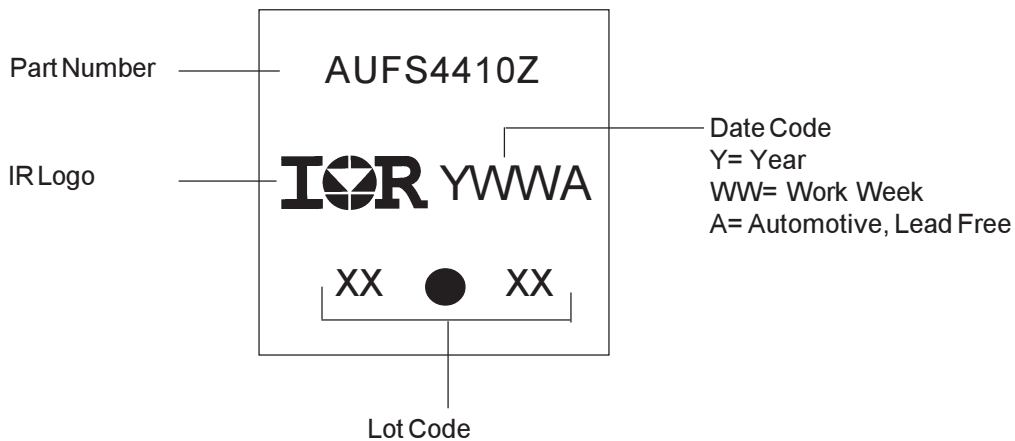 Part Number
AUFS4410Z
IR Logo
IOR YWWA
Date Code
Y= Year
WW= Work Week
A= Automotive, Lead Free
XX XX
Lot Code